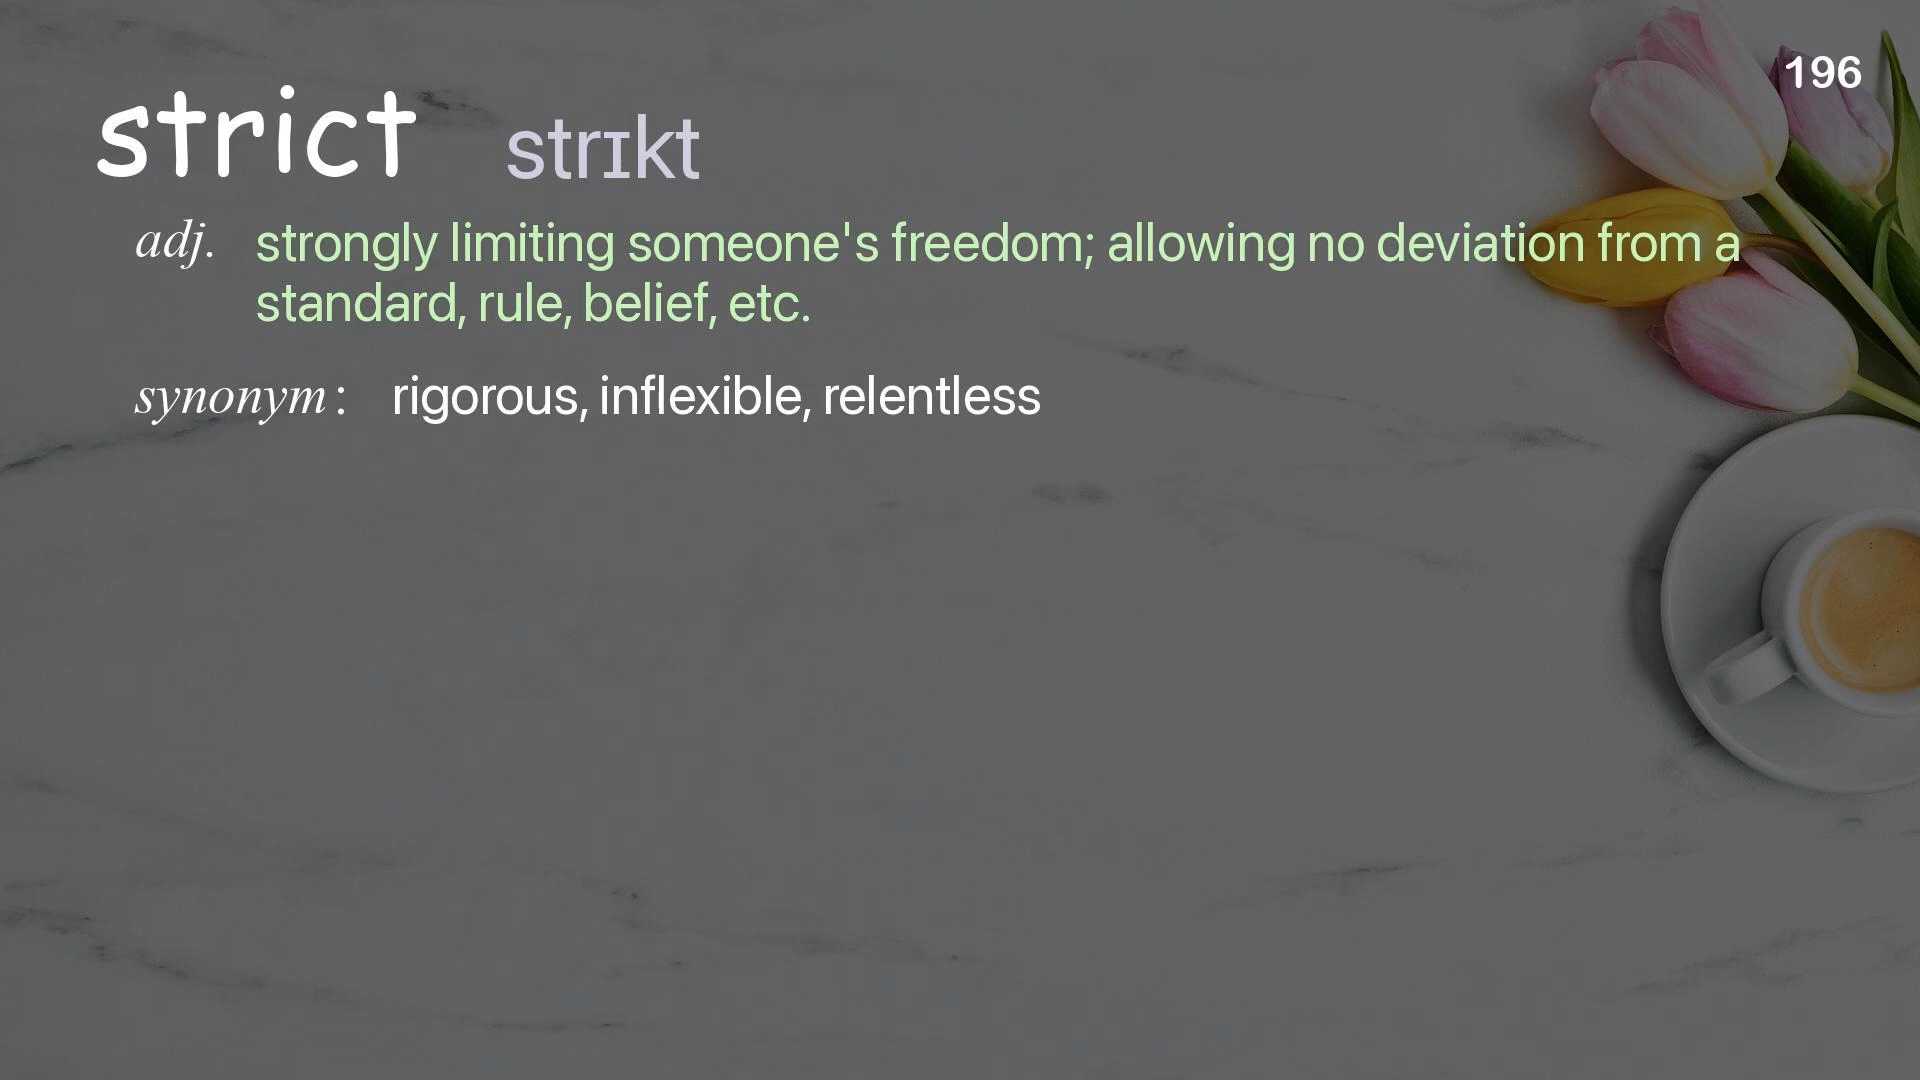 196
strict strɪkt
adj. strongly limiting someone's freedom; allowing no deviation from a
standard, rule, belief, etc.
synonym : rigorous, inflexible, relentless